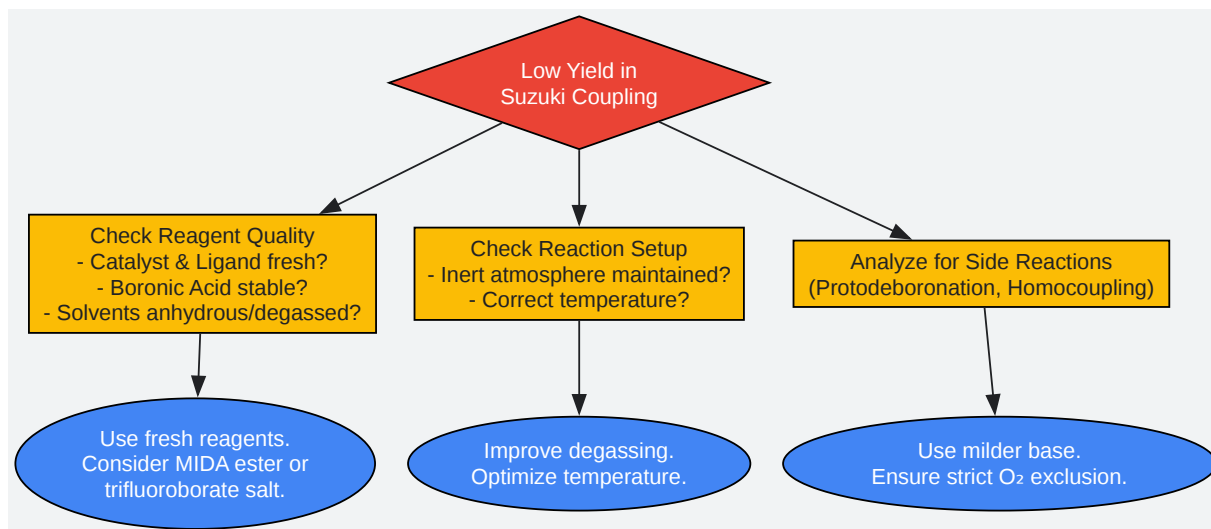 Low Yield in
Suzuki Coupling
Check Reagent Quality
- Catalyst & Ligand fresh?
- Boronic Acid stable?
- Solvents anhydrous/degassed?
Check Reaction Setup
- Inert atmosphere maintained?
- Correct temperature?
Analyze for Side Reactions
(Protodeboronation, Homocoupling)
Use fresh reagents.
Consider MIDA ester or
trifluoroborate salt.
Improve degassing.
Optimize temperature.
Use milder base.
Ensure strict O₂ exclusion.